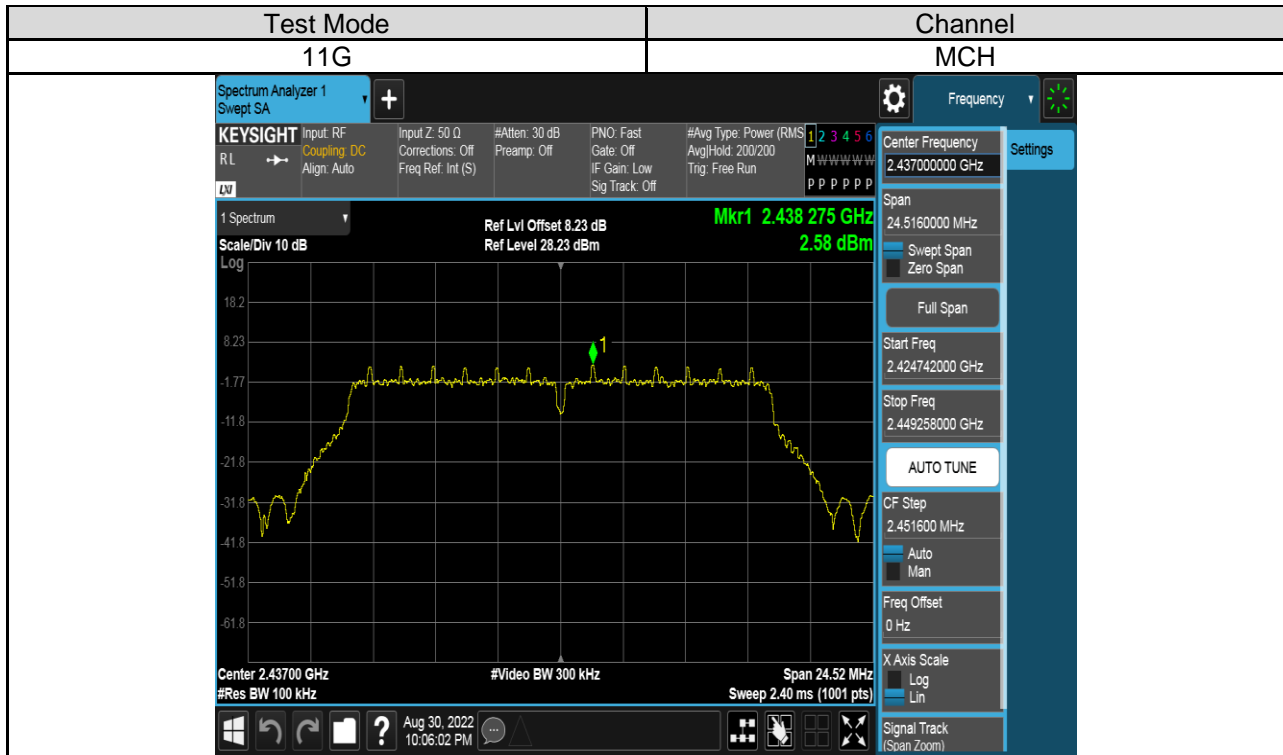 Test Mode Channel
11G MCH
Spectrum Analyzer 1
Swept SA
+
Frequency
KEYSIGHT
RL
LXI
Input: RF
Coupling: DC
Align: Auto
Input Z: 50 Ω
Corrections: Off
Freq Ref: Int (S)
#Atten: 30 dB
Preamp: Off
PNO: Fast
Gate: Off
IF Gain: Low
Sig Track: Off
#Avg Type: Power (RMS
Avg|Hold: 200/200
Trig: Free Run
1 2 3 4 5 6
M W W W W W
P P P P P P
1 Spectrum
Scale/Div 10 dB
Log
Ref Lvl Offset 8.23 dB
Ref Level 28.23 dBm
Mkr1 2.438 275 GHz
2.58 dBm
18.2
8.23
-1.77
-11.8
-21.8
-31.8
-41.8
-51.8
-61.8
1
Center 2.43700 GHz
#Res BW 100 kHz
#Video BW 300 kHz
Span 24.52 MHz
Sweep 2.40 ms (1001 pts)
Aug 30, 2022
10:06:02 PM
?
Center Frequency
2.437000000 GHz
Span
24.5160000 MHz
Swept Span
Zero Span
Full Span
Start Freq
2.424742000 GHz
Stop Freq
2.449258000 GHz
AUTO TUNE
CF Step
2.451600 MHz
Auto
Man
Freq Offset
0 Hz
X Axis Scale
Log
Lin
Signal Track
(Span Zoom)
Settings